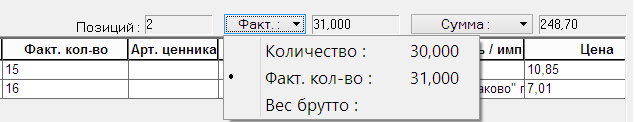 Позиций : 2 Факт. : 31,000 Сумма : 248,70
Факт. кол-во Арт. ценника / имп Цена
15 10,85
16 аково" г 7,01
Количество : 30,000
• Факт. кол-во : 31,000
Вес брутто :